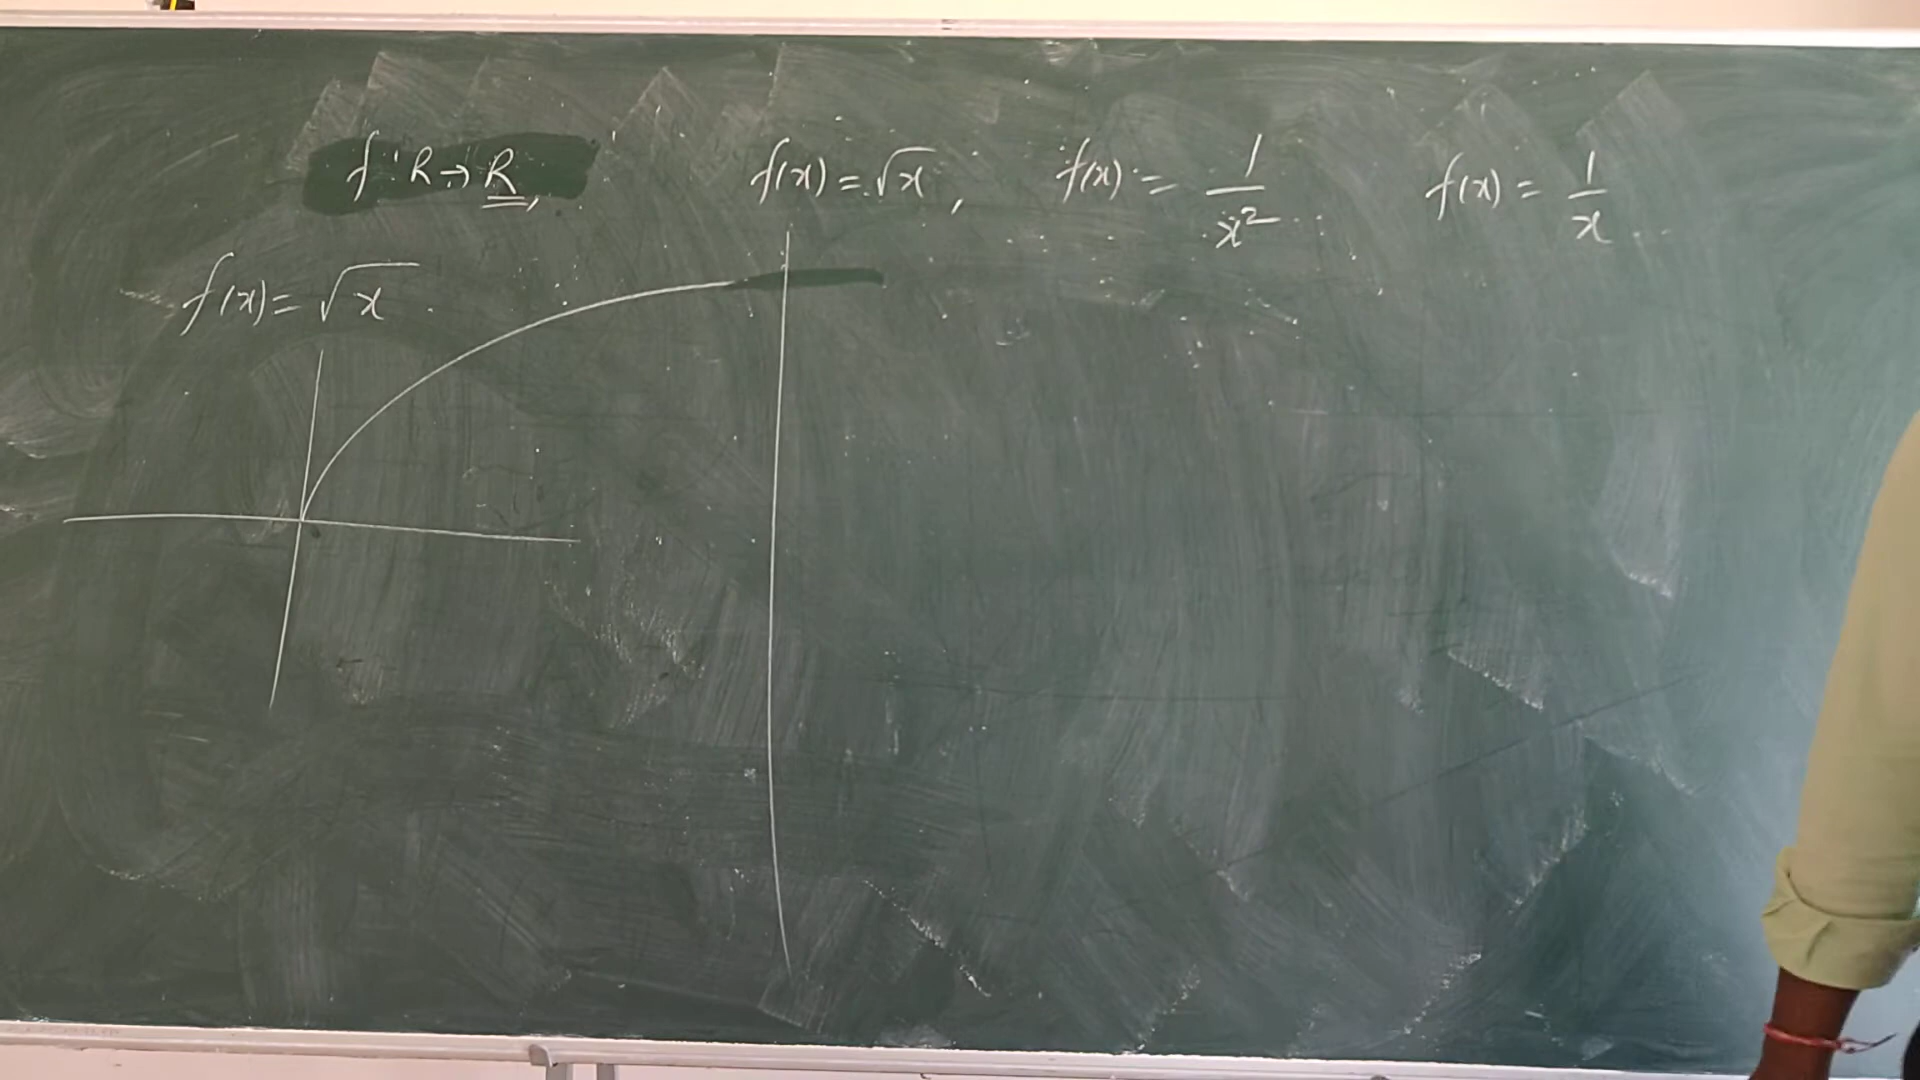 f: R → R, f(x) = √x, f(x) = 1/x² f(x) = 1/x
f(x) = √x